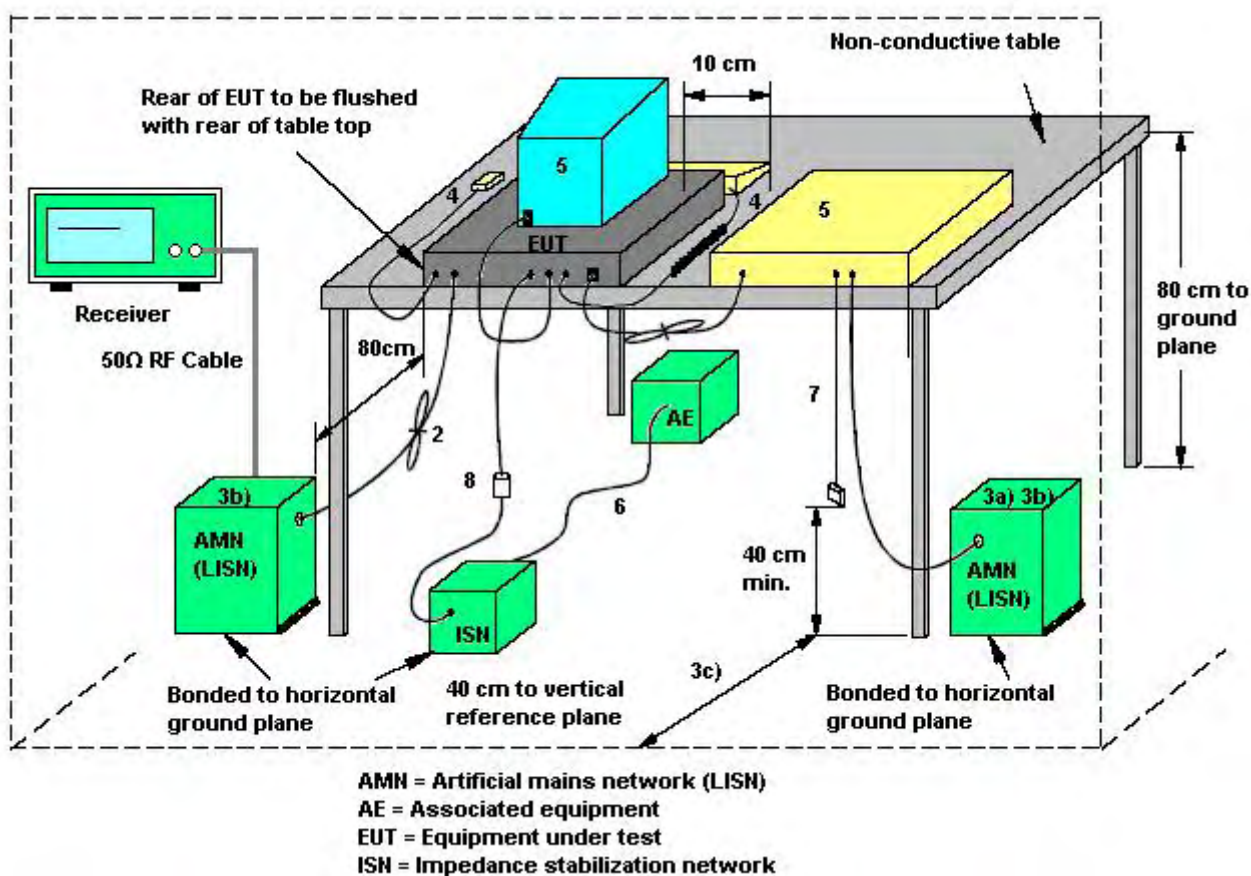 Non-conductive table
10 cm
Rear of EUT to be flushed
with rear of table top
5
4
4
5
EUT
Receiver
50Ω RF Cable
80cm
80 cm to
ground
plane
AE
7
2
8
6
3b)
AMN
(LISN)
40 cm
min.
3a) 3b)
AMN
(LISN)
ISN
3c)
Bonded to horizontal
ground plane
40 cm to vertical
reference plane
Bonded to horizontal
ground plane
AMN = Artificial mains network (LISN)
AE = Associated equipment
EUT = Equipment under test
ISN = Impedance stabilization network